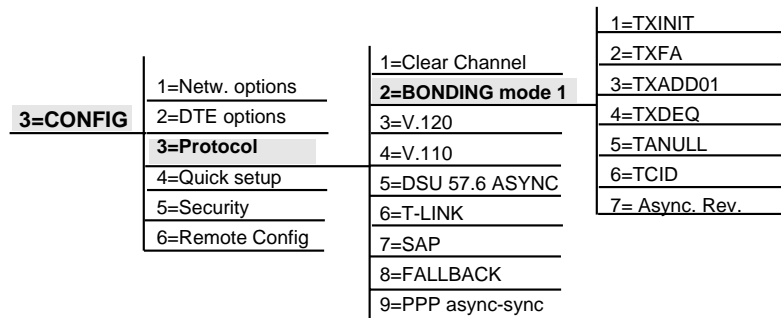 3=CONFIG
1=Netw. options
2=DTE options
3=Protocol
4=Quick setup
5=Security
6=Remote Config
1=Clear Channel
2=BONDING mode 1
3=V.120
4=V.110
5=DSU 57.6 ASYNC
6=T-LINK
7=SAP
8=FALLBACK
9=PPP async-sync
1=TXINIT
2=TXFA
3=TXADD01
4=TXDEQ
5=TANULL
6=TCID
7= Async. Rev.